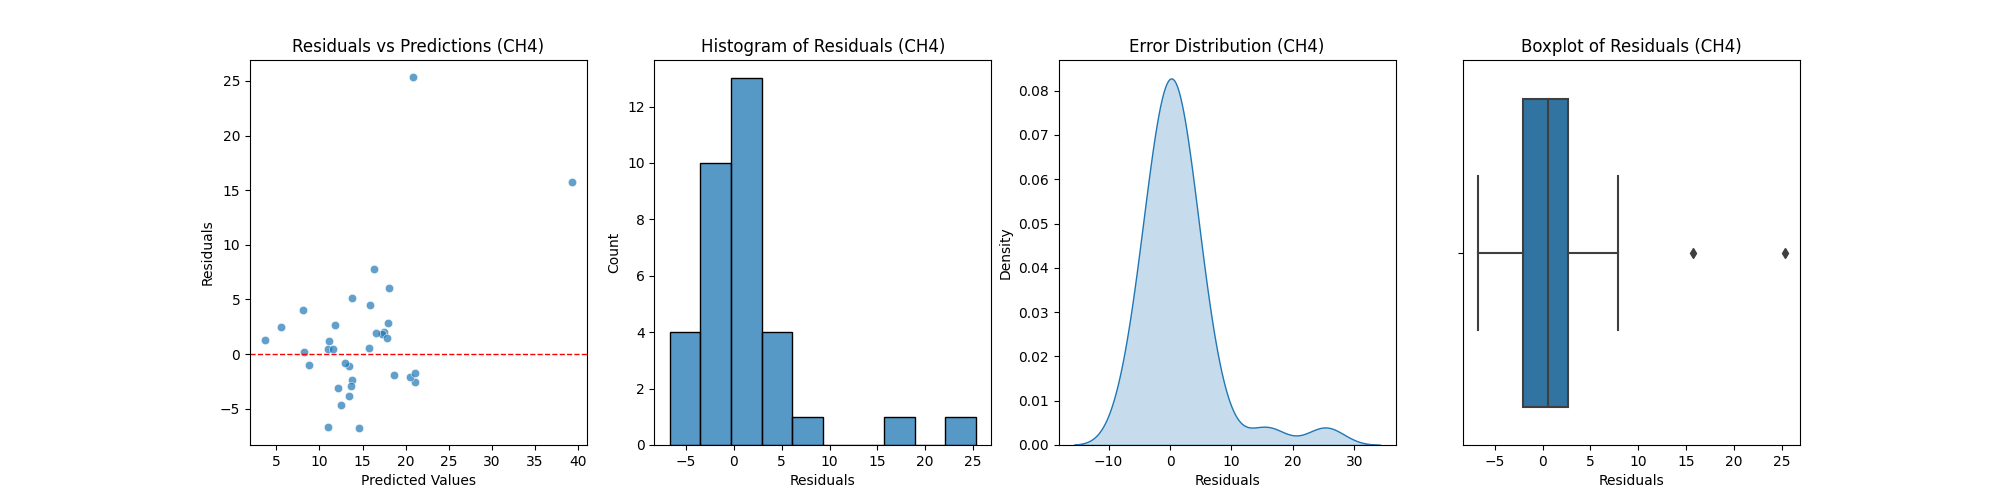 Residuals vs Predictions (CH4)
25
20
15
10
5
0
−5
5 10 15 20 25 30 35 40
Predicted Values
Residuals
Histogram of Residuals (CH4)
12
10
8
6
4
2
0
−5 0 5 10 15 20 25
Residuals
Count
Error Distribution (CH4)
0.08
0.07
0.06
0.05
0.04
0.03
0.02
0.01
0.00
−10 0 10 20 30
Residuals
Density
Boxplot of Residuals (CH4)
−5 0 5 10 15 20 25
Residuals